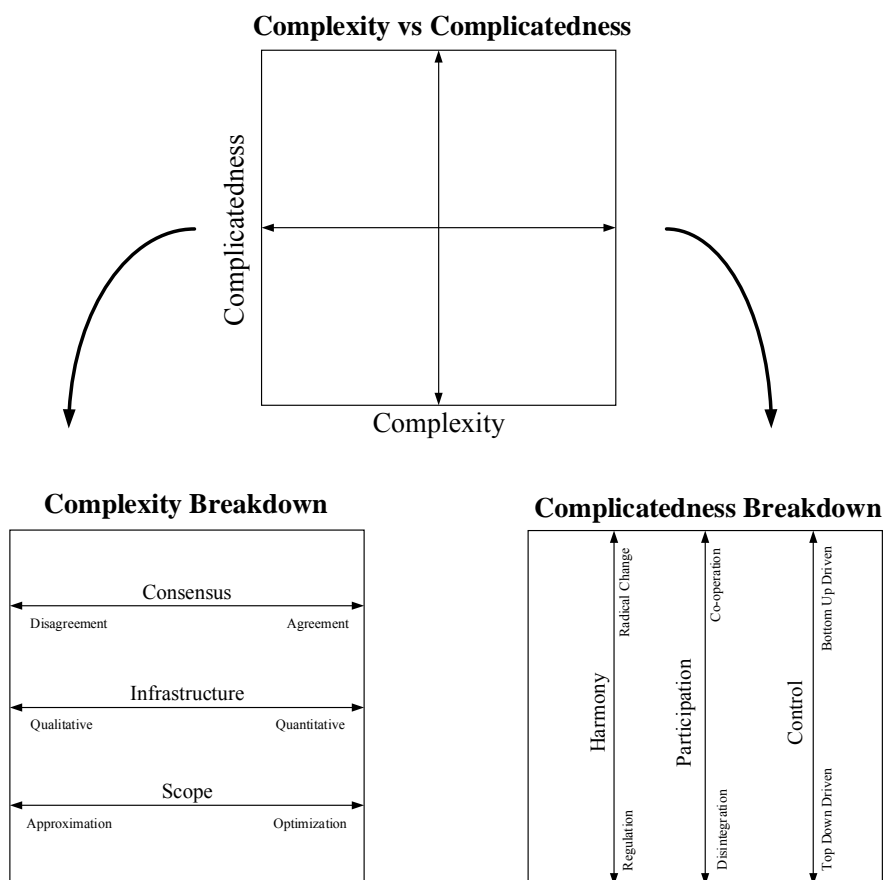 Complexity vs Complicatedness
Complicatedness
Complexity
Complexity Breakdown
Consensus
Disagreement
Agreement
Infrastructure
Qualitative
Quantitative
Scope
Approximation
Optimization
Complicatedness Breakdown
Harmony
Radical Change
Regulation
Participation
Co-operation
Disintegration
Control
Bottom Up Driven
Top Down Driven